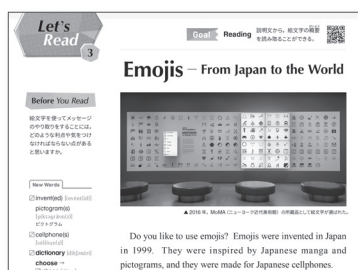 Let's
Read
3
Goal Reading 説明文から，絵文字の概要
を読み取ることができる。
Emojis — From Japan to the World
Before You Read
絵文字を使ってメッセージ
のやり取りをすることには，
どのような利点や気をつけ
なければならない点がある
と思いますか。
▲ 2016 年，MoMA（ニューヨーク近代美術館）の所蔵品として絵文字が選ばれた。
New Words
invent(ed)
pictogram(s)
ピクトグラム
cellphone(s)
dictionary
choose →
Do you like to use emojis? Emojis were invented in Japan
in 1999. They were inspired by Japanese manga and
pictograms, and they were made for Japanese cellphones.